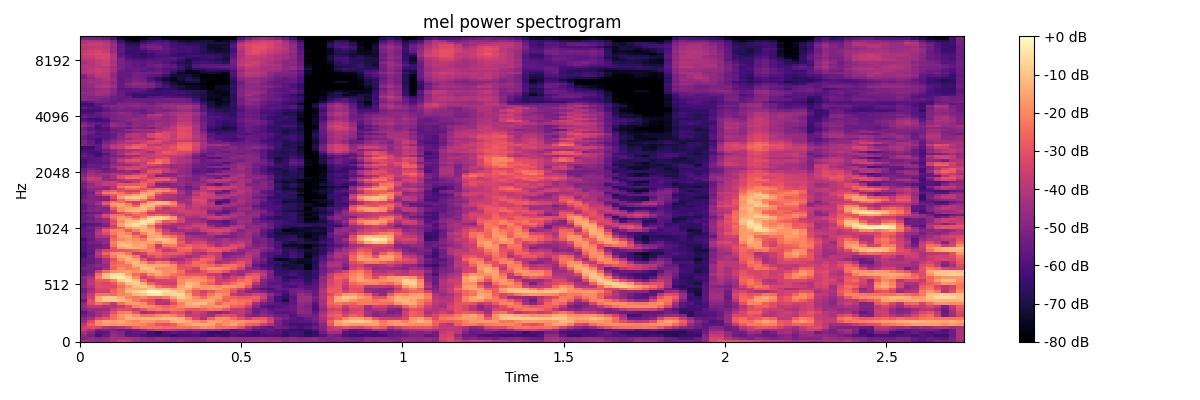 mel power spectrogram
8192
4096
2048
1024
512
0
Hz
0 0.5 1 1.5 2 2.5
Time
+0 dB
-10 dB
-20 dB
-30 dB
-40 dB
-50 dB
-60 dB
-70 dB
-80 dB